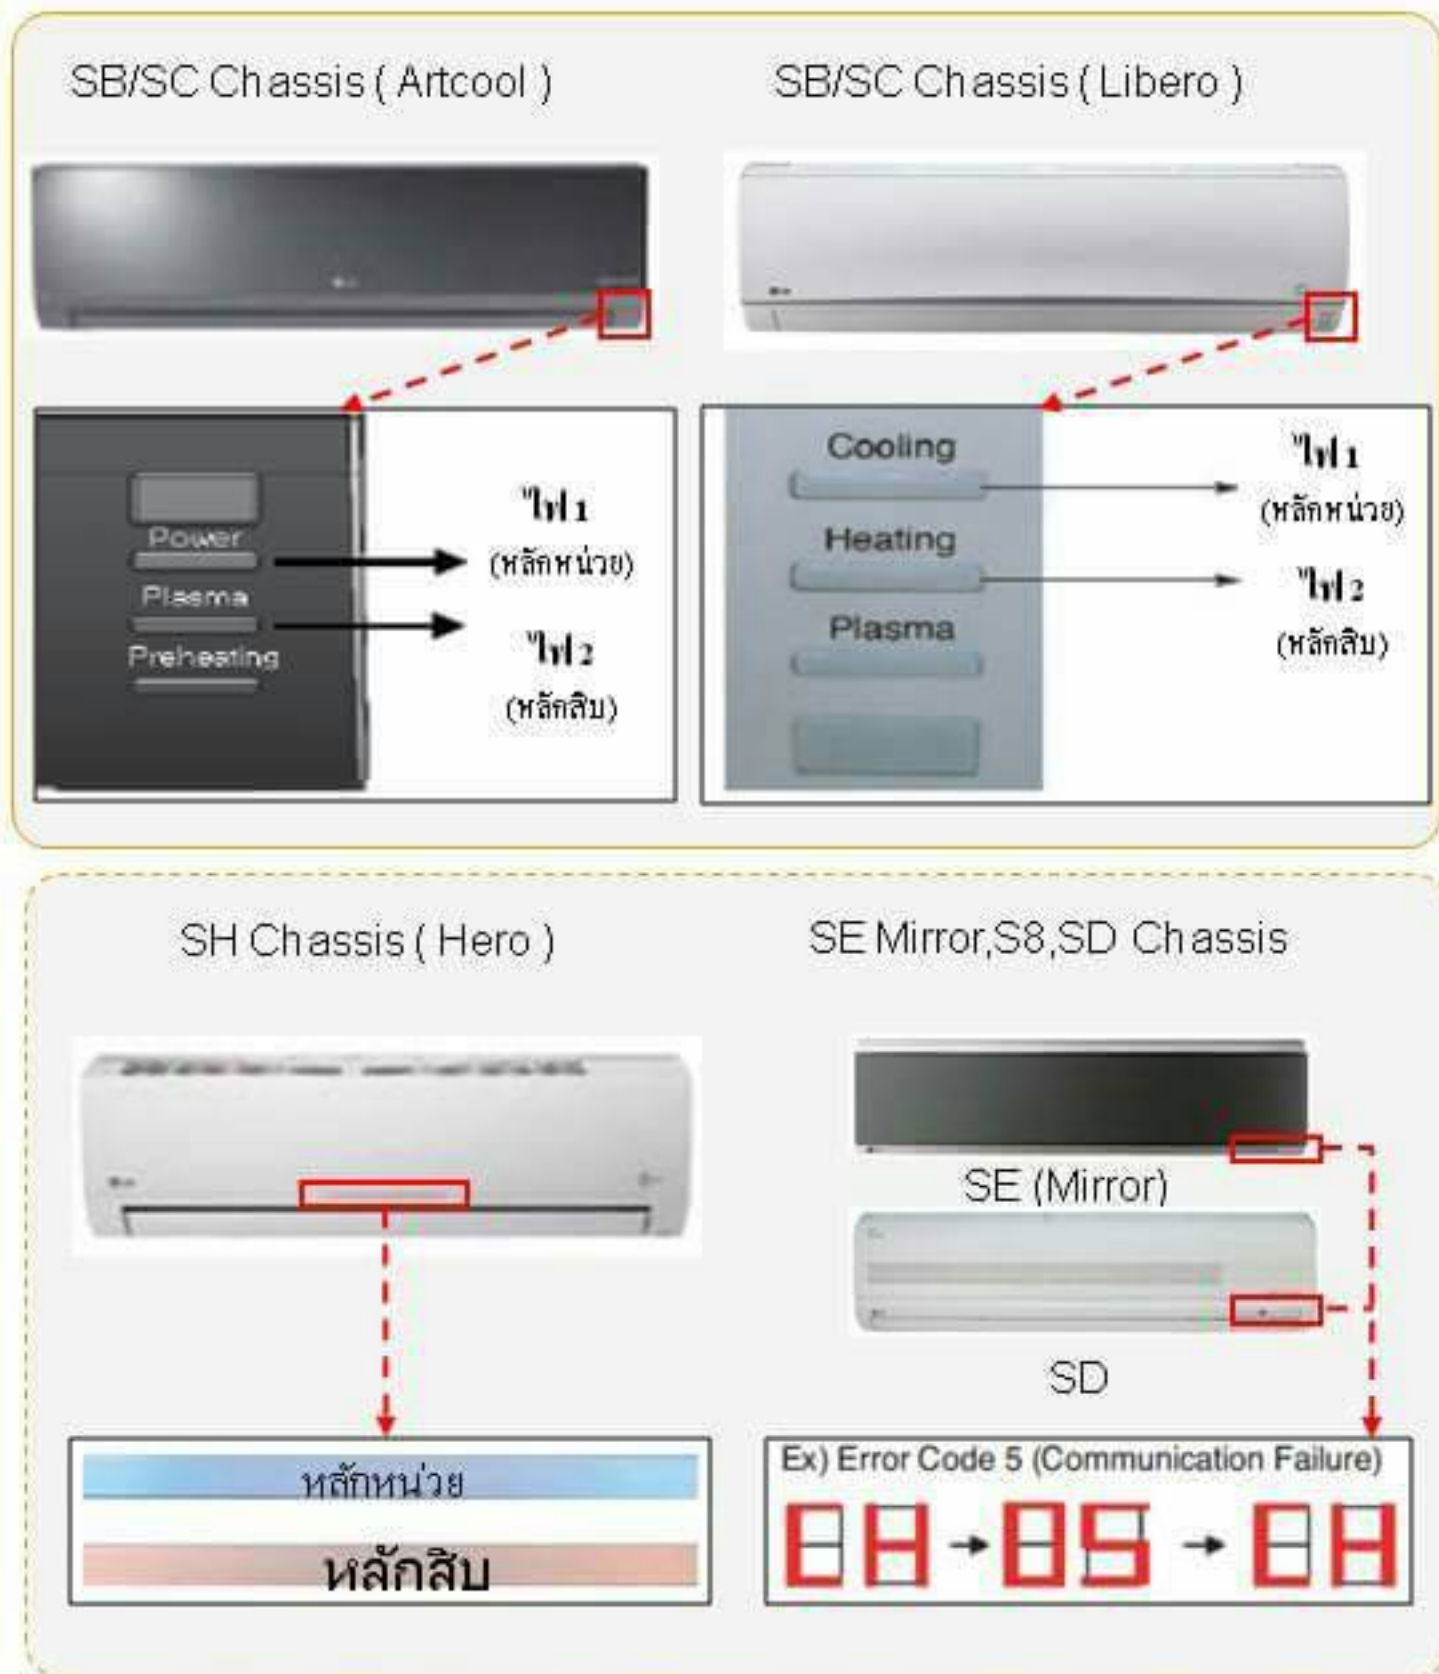 SB/SC Chassis ( Artcool )
SB/SC Chassis ( Libero )
Power
Plasma
Preheating
ไฟ 1
(หลักหน่วย)
ไฟ 2
(หลักสิบ)
Cooling
Heating
Plasma
ไฟ 1
(หลักหน่วย)
ไฟ 2
(หลักสิบ)
SH Chassis ( Hero )
SE Mirror,S8,SD Chassis
SE (Mirror)
SD
หลักหน่วย
หลักสิบ
Ex) Error Code 5 (Communication Failure)
CH → 05 → CH